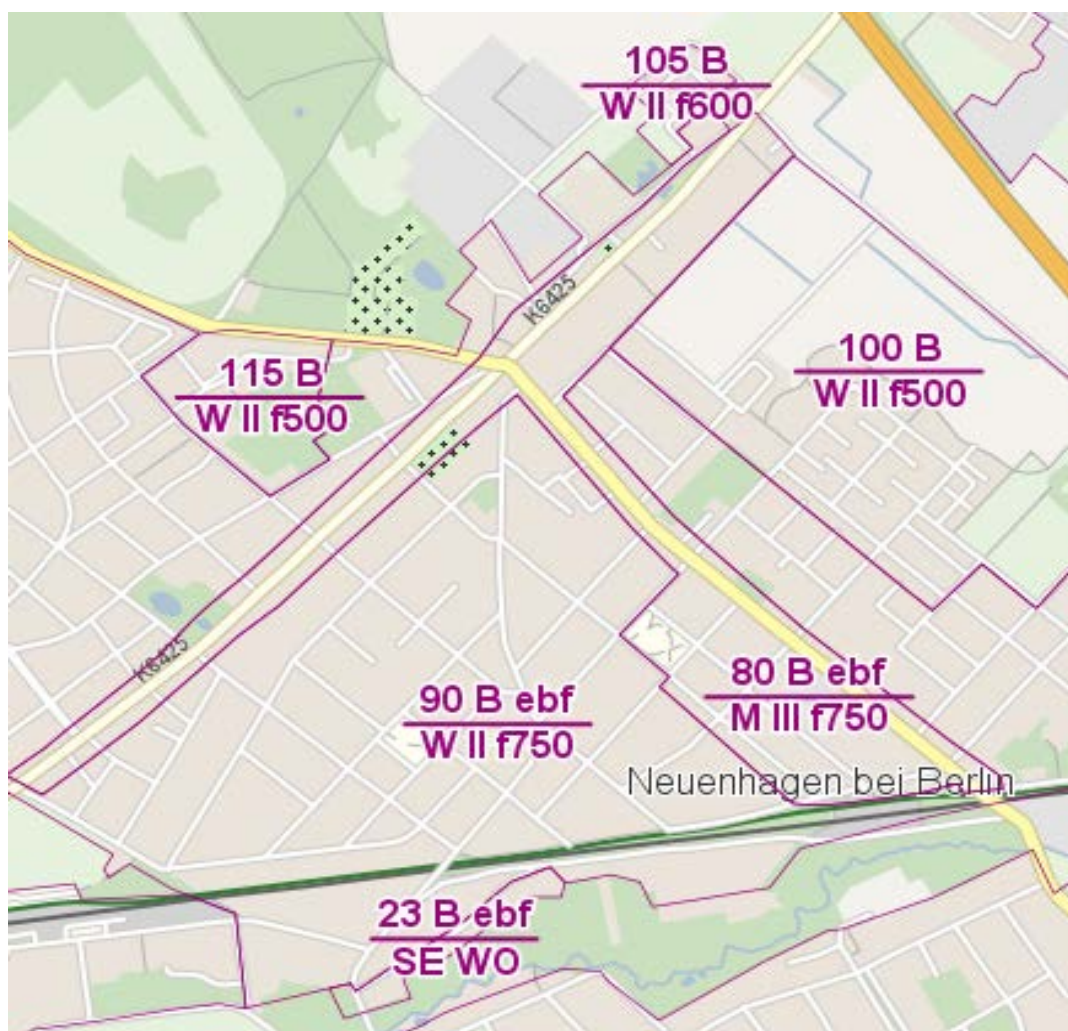 105 B
W II f600
K6425
115 B
W II f500
100 B
W II f500
K6425
90 B ebf
W II f750
80 B ebf
M III f750
Neuenhagen bei Berlin
23 B ebf
SE WO